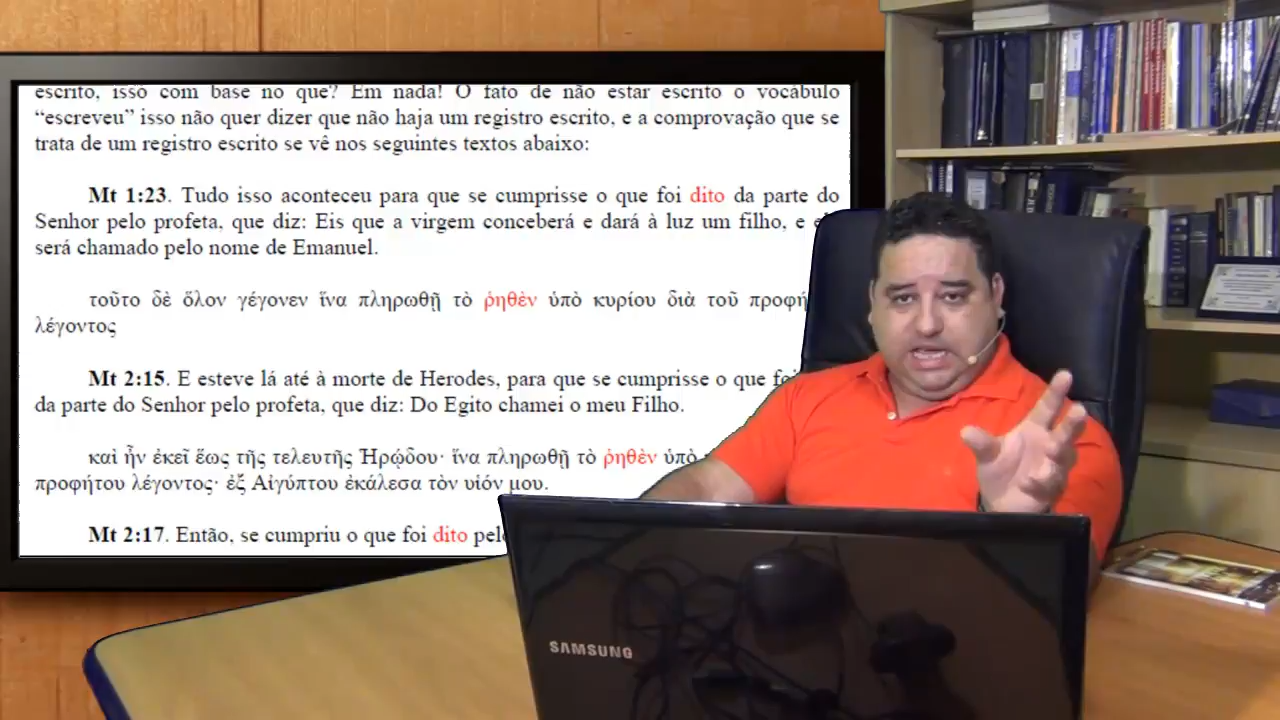 escrito, isso com base no que? Em nada! O fato de não estar escrito o vocábulo
“escreveu” isso não quer dizer que não haja um registro escrito, e a comprovação que se
trata de um registro escrito se vê nos seguintes textos abaixo:
Mt 1:23. Tudo isso aconteceu para que se cumprisse o que foi dito da parte do
Senhor pelo profeta, que diz: Eis que a virgem conceberá e dará à luz um filho, e
será chamado pelo nome de Emanuel.
τοῦτο δὲ ὅλον γέγονεν ἵνα πληρωθῇ τὸ ῥηθὲν ὑπὸ κυρίου διὰ τοῦ
λέγοντος
Mt 2:15. E esteve lá até à morte de Herodes, para que se cumprisse o que
da parte do Senhor pelo profeta, que diz: Do Egito chamei o meu Filho.
καὶ ἦν ἐκεῖ ἕως τῆς τελευτῆς Ἡρῴδου· ἵνα πληρωθῇ τὸ ῥηθὲν ὑπὸ
προφήτου λέγοντος· ἐξ Αἰγύπτου ἐκάλεσα τὸν υἱόν μου.
Mt 2:17. Então, se cumpriu o que foi dito
SAMSUNG